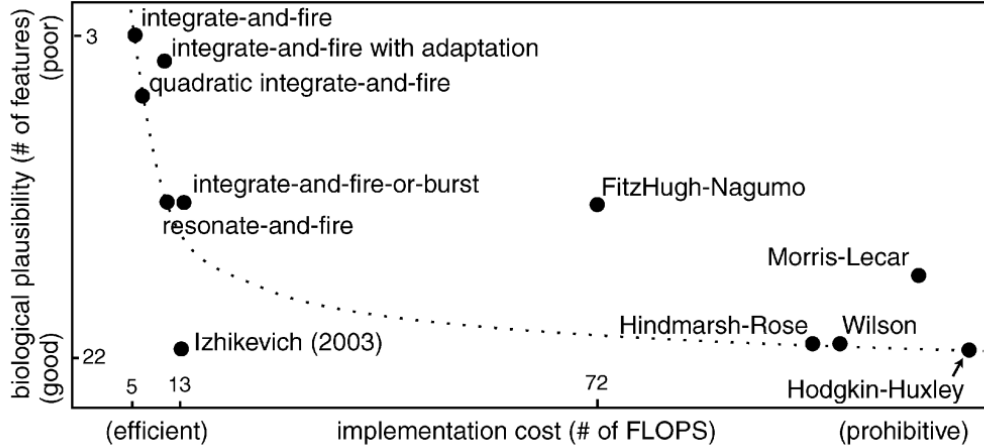 biological plausibility (# of features)
(poor)
(good)
3
integrate-and-fire
integrate-and-fire with adaptation
quadratic integrate-and-fire
integrate-and-fire-or-burst
resonate-and-fire
FitzHugh-Nagumo
Morris-Lecar
Hindmarsh-Rose
Wilson
Izhikevich (2003)
22
Hodgkin-Huxley
5
13
72
(efficient)
implementation cost (# of FLOPS)
(prohibitive)